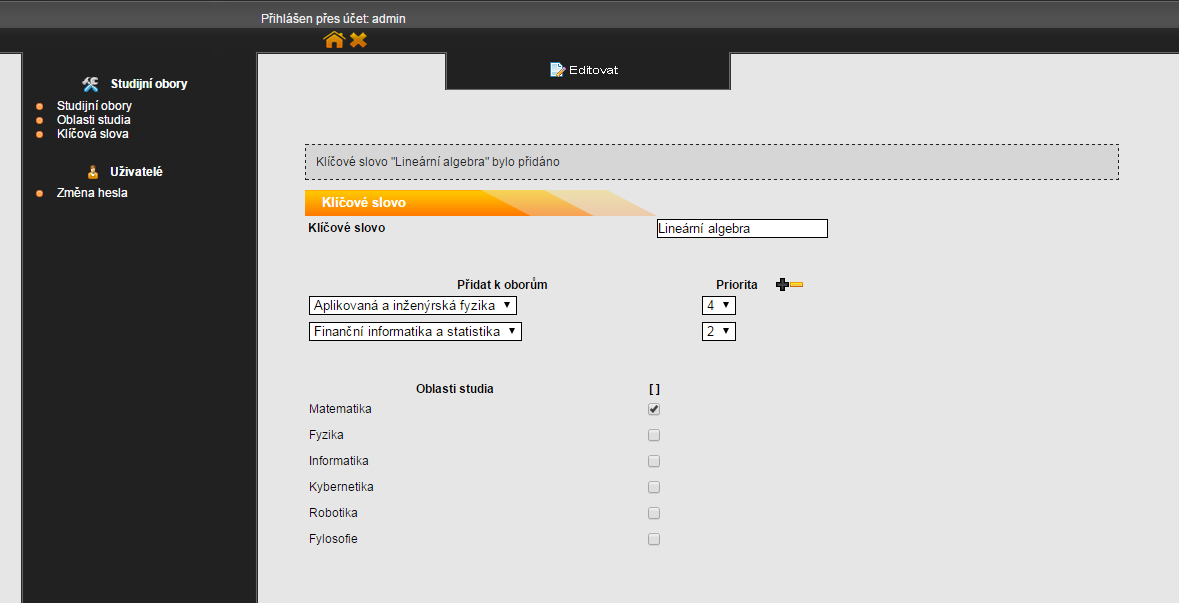 Přihlášen přes účet: admin
Editovat
Studijní obory
Studijní obory
Oblasti studia
Klíčová slova
Uživatelé
Změna hesla
Klíčové slovo "Lineární algebra" bylo přidáno
Klíčové slovo
Klíčové slovo Lineární algebra
Přidat k oborům Priorita
Aplikovaná a inženýrská fyzika 4
Finanční informatika a statistika 2
Oblasti studia [ ]
Matematika
Fyzika
Informatika
Kybernetika
Robotika
Fylosofie